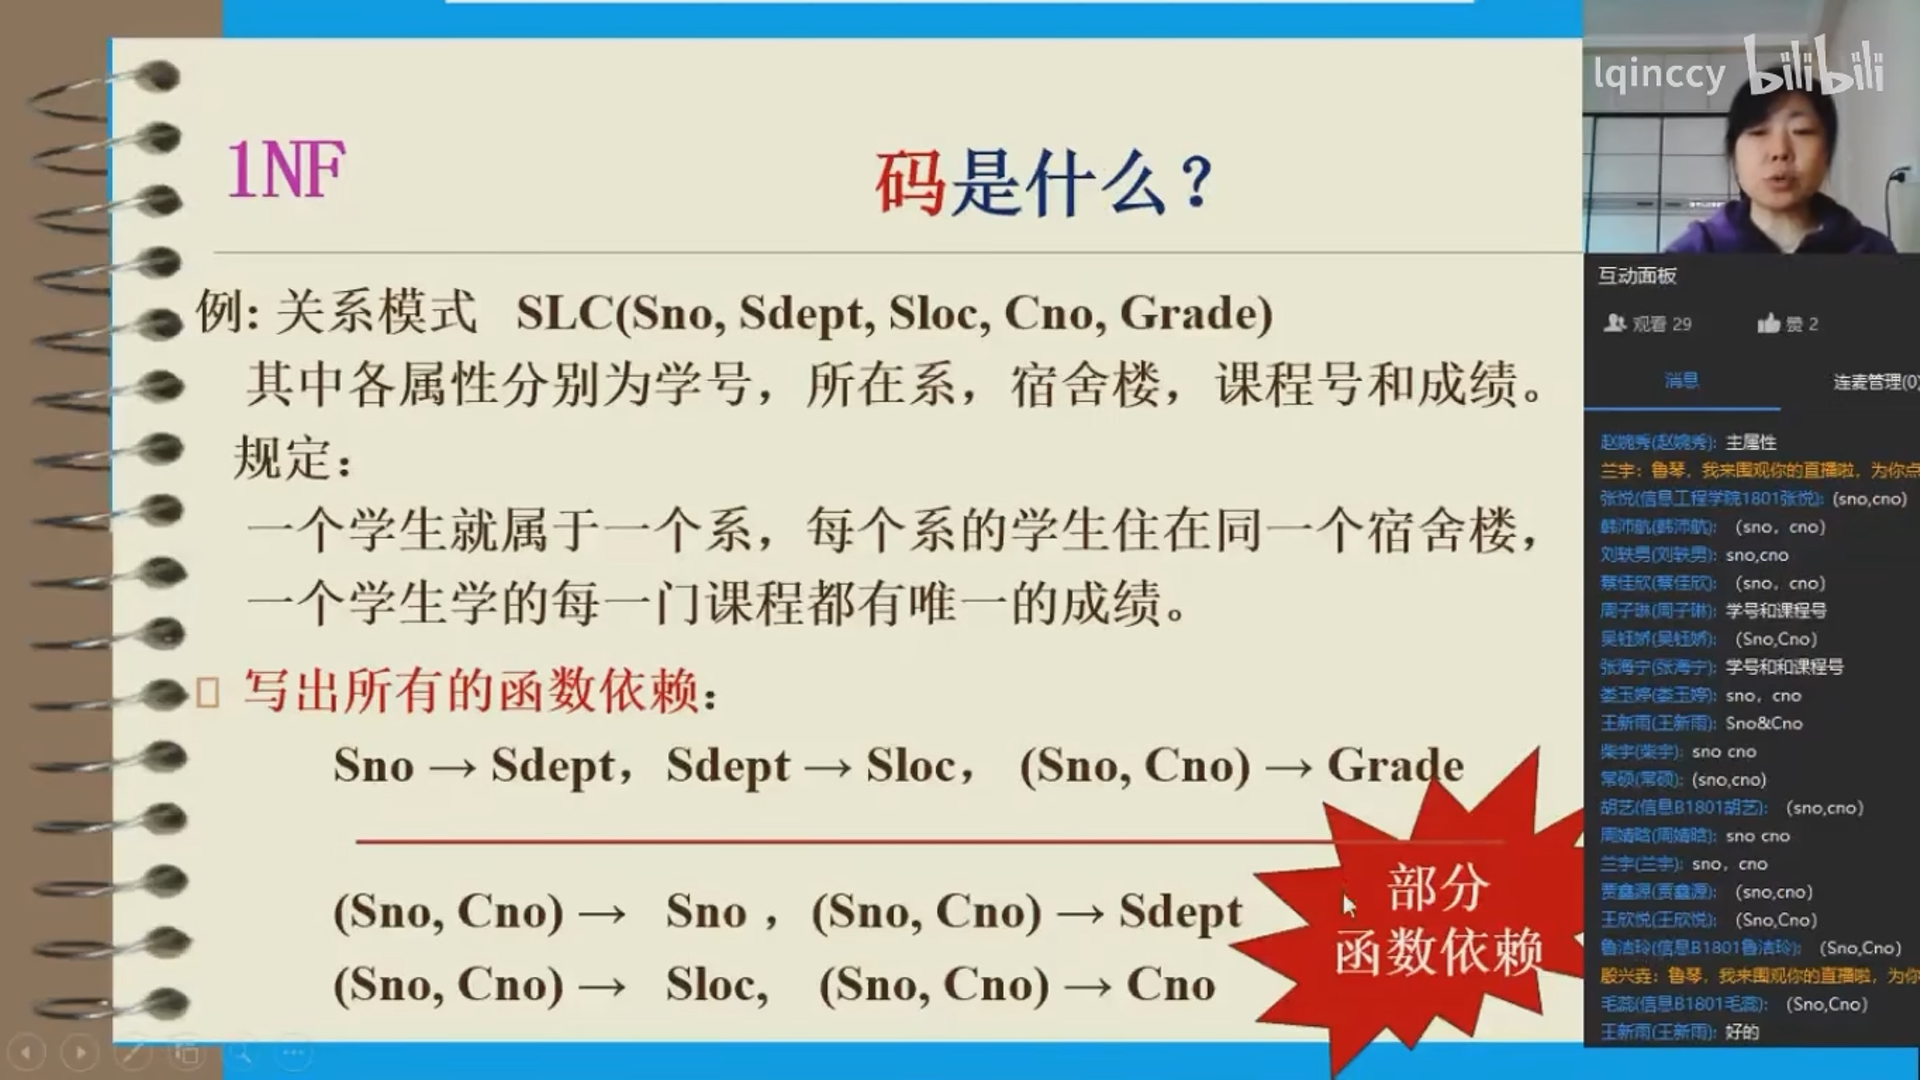 1NF
码是什么?
例: 关系模式 SLC(Sno, Sdept, Sloc, Cno, Grade)
其中各属性分别为学号，所在系，宿舍楼，课程号和成绩。
规定：
一个学生就属于一个系，每个系的学生住在同一个宿舍楼，
一个学生学的每一门课程都有唯一的成绩。
写出所有的函数依赖：
Sno → Sdept，Sdept → Sloc， (Sno, Cno) → Grade
(Sno, Cno) → Sno ，(Sno, Cno) → Sdept
(Sno, Cno) → Sloc, (Sno, Cno) → Cno
部分
函数依赖
lqinccy bilibili
互动面板
观看 29 赞 2
消息 连麦管理(0)
赵婉秀(赵婉秀): 主属性
兰宇: 鲁琴，我来围观你的直播啦，为你点
张悦(信息工程学院1801张悦): (sno,cno)
韩沛航(韩沛航): （sno，cno）
刘轶男(刘轶男): sno,cno
蔡佳欣(蔡佳欣): （sno，cno）
周子琳(周子琳): 学号和课程号
吴钰娇(吴钰娇): （Sno,Cno）
张海宁(张海宁): 学号和和课程号
娄玉婷(娄玉婷): sno，cno
王新雨(王新雨): Sno&Cno
柴宇(柴宇): sno cno
常硕(常硕): (sno,cno)
胡艺(信息B1801胡艺): （sno,cno）
周婧晗(周婧晗): sno cno
兰宇(兰宇): sno，cno
贾鑫源(贾鑫源): （sno,cno）
王欣悦(王欣悦): （Sno,Cno）
鲁洁玲(信息B1801鲁洁玲): （Sno,Cno）
殷兴垚: 鲁琴，我来围观你的直播啦，为你
毛蕊(信息B1801毛蕊): （Sno,Cno）
王新雨(王新雨): 好的